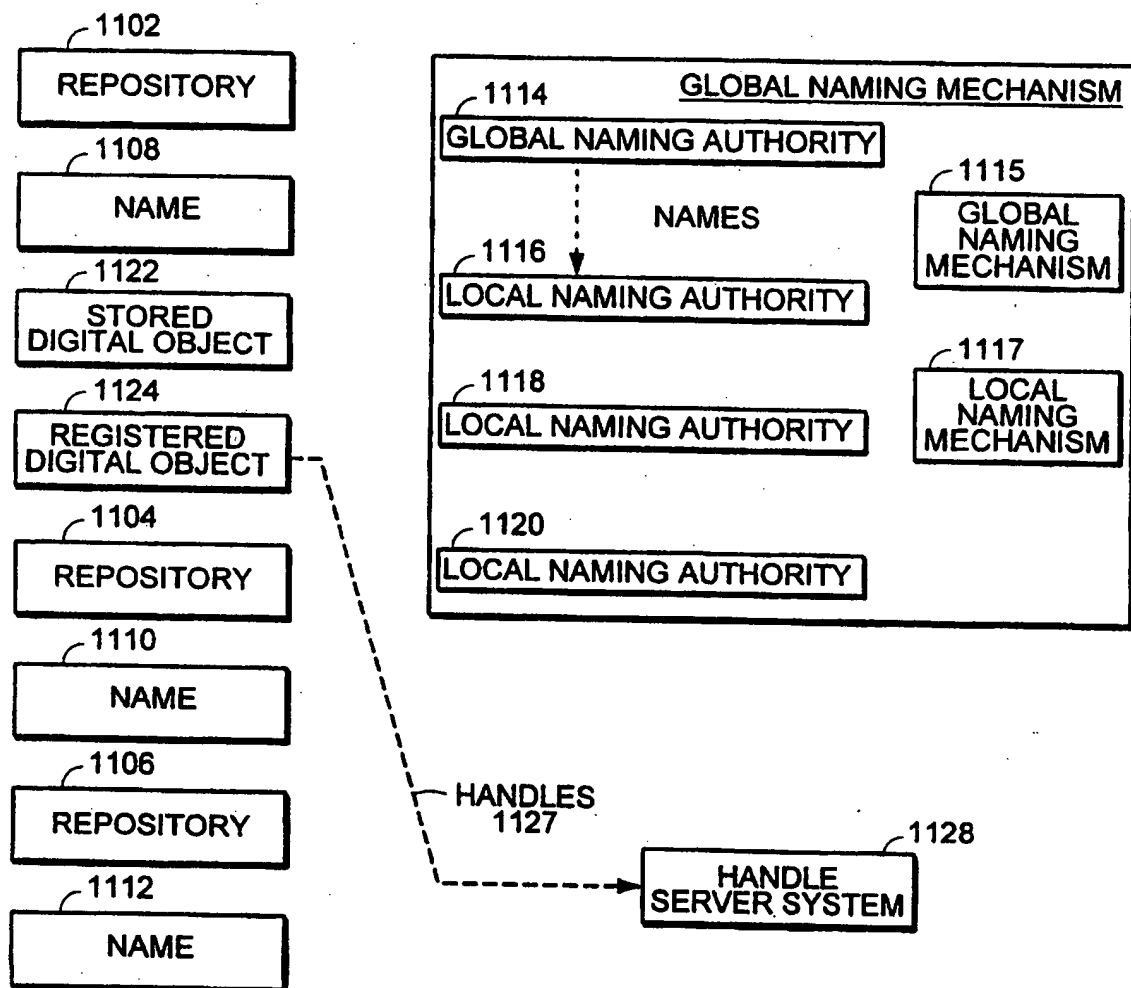 1102
REPOSITORY
1108
NAME
1122
STORED
DIGITAL OBJECT
1124
REGISTERED
DIGITAL OBJECT
1104
REPOSITORY
1110
NAME
1106
REPOSITORY
1112
NAME
GLOBAL NAMING MECHANISM
1114
GLOBAL NAMING AUTHORITY
NAMES
1116
LOCAL NAMING AUTHORITY
1118
LOCAL NAMING AUTHORITY
1120
LOCAL NAMING AUTHORITY
1115
GLOBAL
NAMING
MECHANISM
1117
LOCAL
NAMING
MECHANISM
HANDLES
1127
1128
HANDLE
SERVER SYSTEM